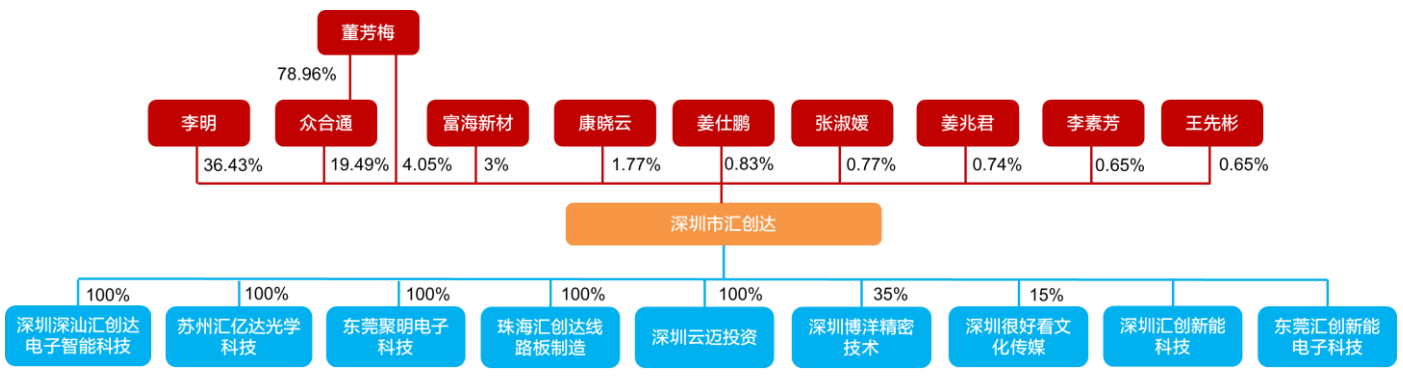 董芳梅
78.96%
李明
众合通
富海新材
康晓云
姜仕鹏
张淑媛
姜兆君
李素芳
王先彬
36.43%
19.49%
4.05%
3%
1.77%
0.83%
0.77%
0.74%
0.65%
0.65%
深圳市汇创达
100%
100%
100%
100%
100%
35%
15%
深圳深汕汇创达
电子智能科技
苏州汇亿达光学
科技
东莞聚明电子
科技
珠海汇创达线
路板制造
深圳云迈投资
深圳博洋精密
技术
深圳很好看文
化传媒
深圳汇创新能
科技
东莞汇创新能
电子科技